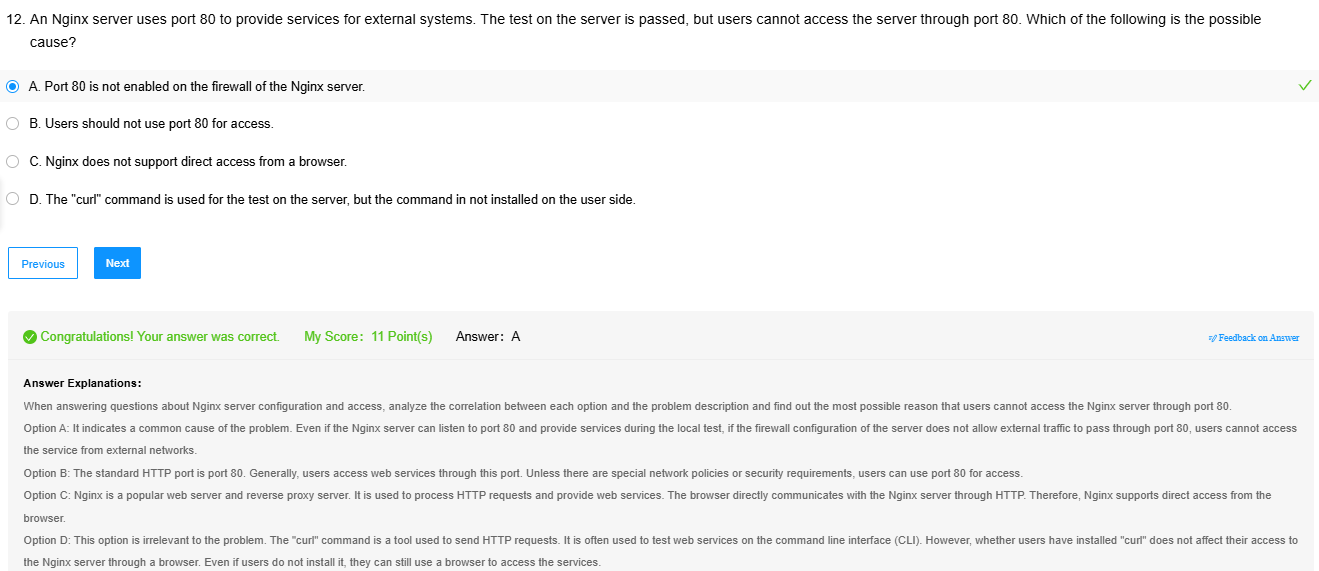 12. An Nginx server uses port 80 to provide services for external systems. The test on the server is passed, but users cannot access the server through port 80. Which of the following is the possible
cause?
A. Port 80 is not enabled on the firewall of the Nginx server.
B. Users should not use port 80 for access.
C. Nginx does not support direct access from a browser.
D. The "curl" command is used for the test on the server, but the command in not installed on the user side.
Previous Next
Congratulations! Your answer was correct. My Score: 11 Point(s) Answer: A Feedback on Answer
Answer Explanations:
When answering questions about Nginx server configuration and access, analyze the correlation between each option and the problem description and find out the most possible reason that users cannot access the Nginx server through port 80.
Option A: It indicates a common cause of the problem. Even if the Nginx server can listen to port 80 and provide services during the local test, if the firewall configuration of the server does not allow external traffic to pass through port 80, users cannot access
the service from external networks.
Option B: The standard HTTP port is port 80. Generally, users access web services through this port. Unless there are special network policies or security requirements, users can use port 80 for access.
Option C: Nginx is a popular web server and reverse proxy server. It is used to process HTTP requests and provide web services. The browser directly communicates with the Nginx server through HTTP. Therefore, Nginx supports direct access from the
browser.
Option D: This option is irrelevant to the problem. The "curl" command is a tool used to send HTTP requests. It is often used to test web services on the command line interface (CLI). However, whether users have installed "curl" does not affect their access to
the Nginx server through a browser. Even if users do not install it, they can still use a browser to access the services.